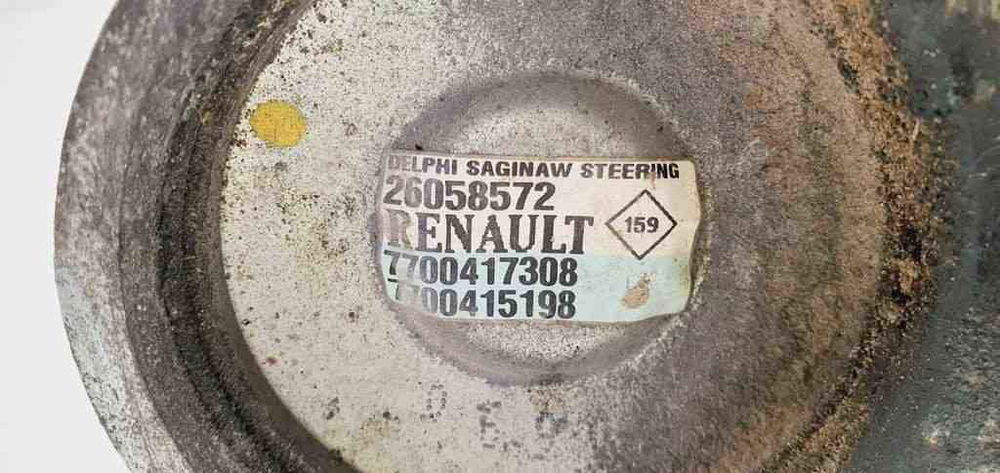 DELPHI SAGINAW STEERING
26058572
RENAULT
159
7700417308
7700415198